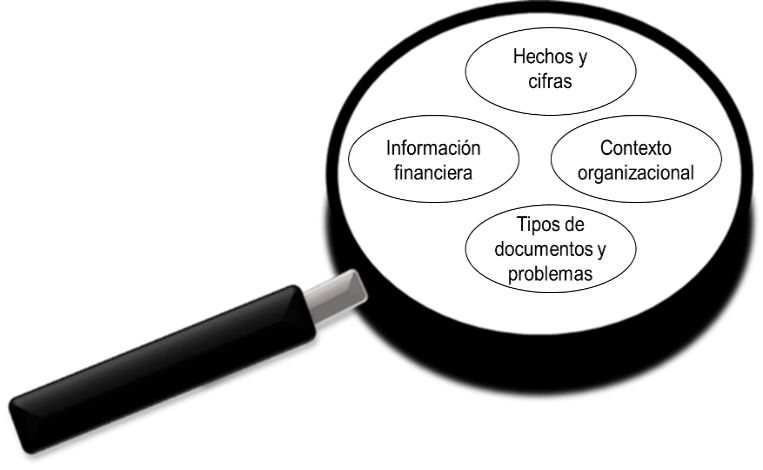 Hechos y
cifras
Información
financiera
Contexto
organizacional
Tipos de
documentos y
problemas